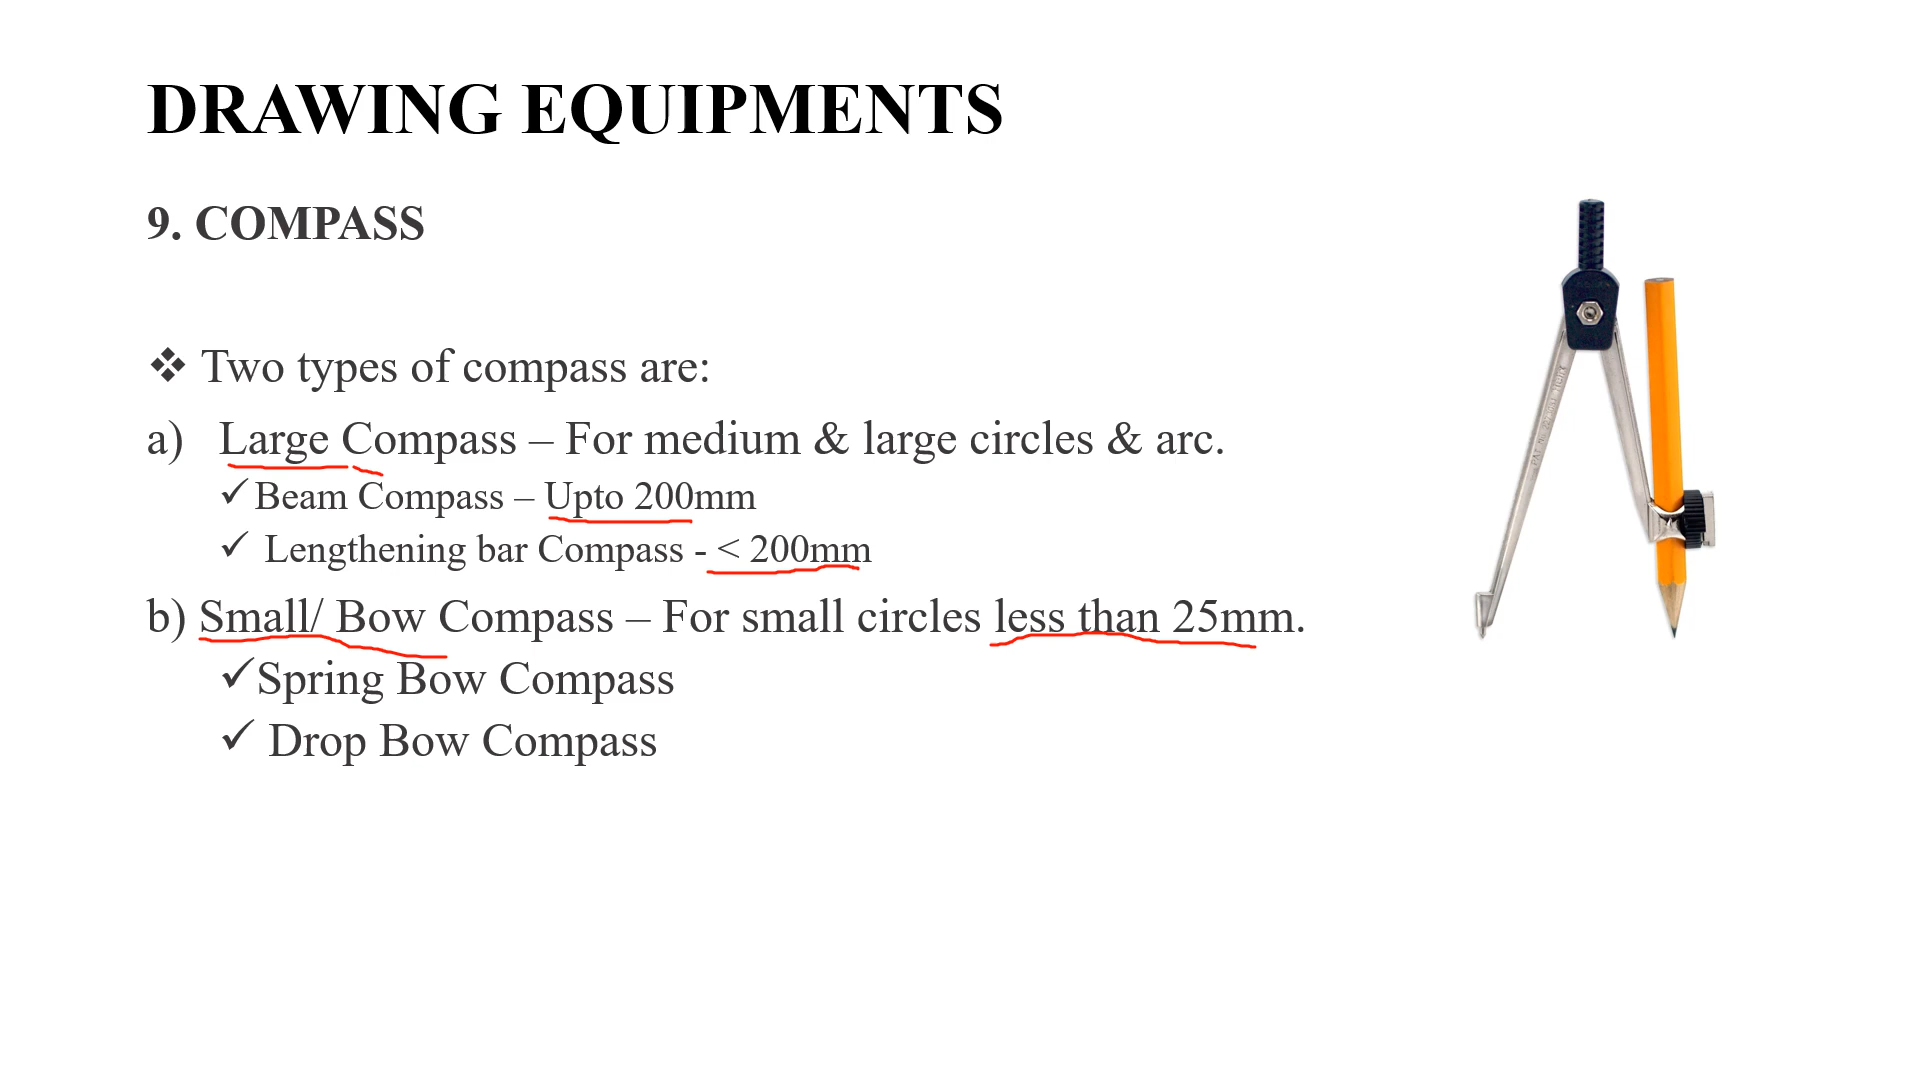 DRAWING EQUIPMENTS
9. COMPASS
❖ Two types of compass are:
a) Large Compass – For medium & large circles & arc.
✓Beam Compass – Upto 200mm
✓ Lengthening bar Compass - < 200mm
b) Small/ Bow Compass – For small circles less than 25mm.
✓Spring Bow Compass
✓ Drop Bow Compass